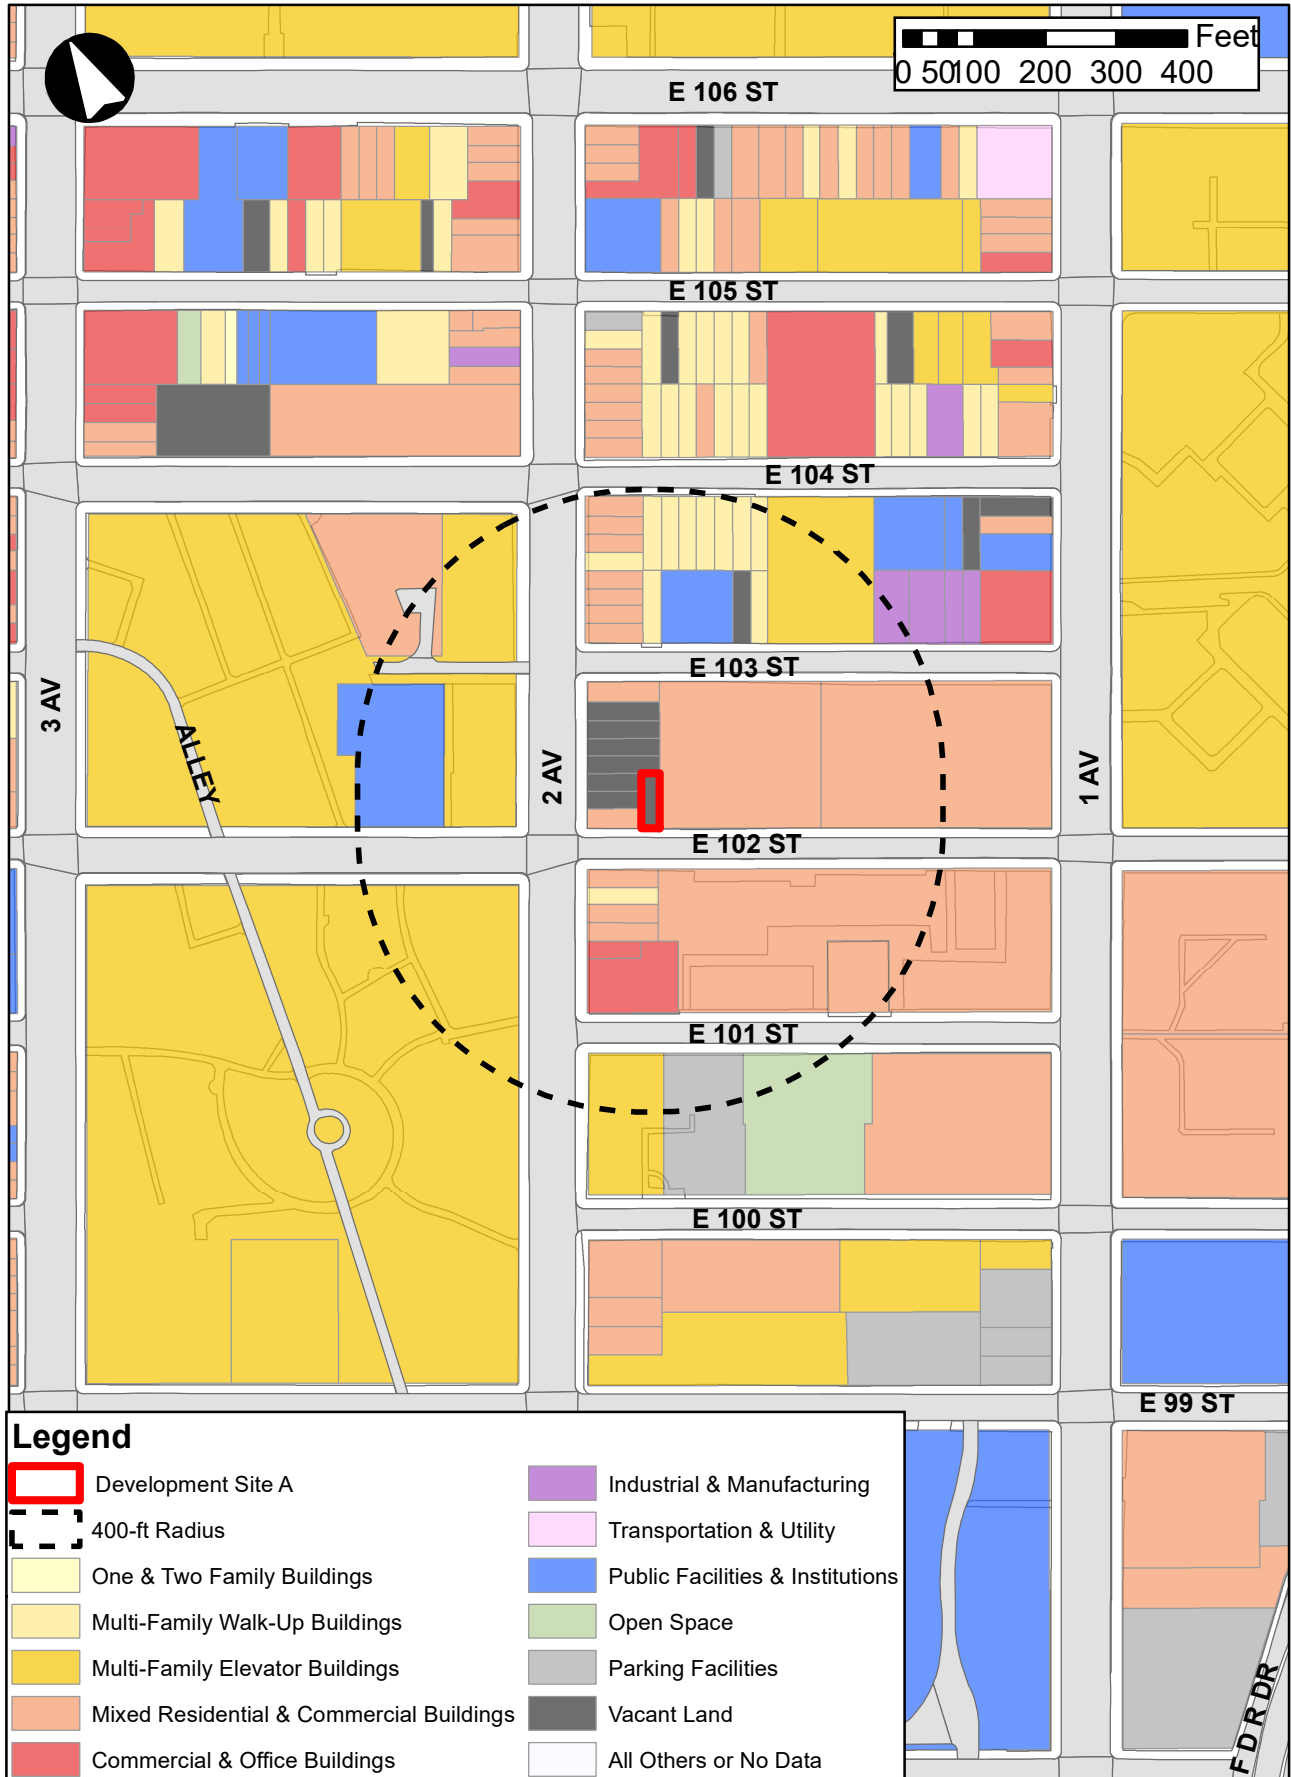 Feet
0 50 100 200 300 400
E 106 ST
E 105 ST
E 104 ST
E 103 ST
3 AV
ALLEY
2 AV
1 AV
E 102 ST
E 101 ST
E 100 ST
E 99 ST
F D R DR
Legend
Development Site A
400-ft Radius
One & Two Family Buildings
Multi-Family Walk-Up Buildings
Multi-Family Elevator Buildings
Mixed Residential & Commercial Buildings
Commercial & Office Buildings
Industrial & Manufacturing
Transportation & Utility
Public Facilities & Institutions
Open Space
Parking Facilities
Vacant Land
All Others or No Data